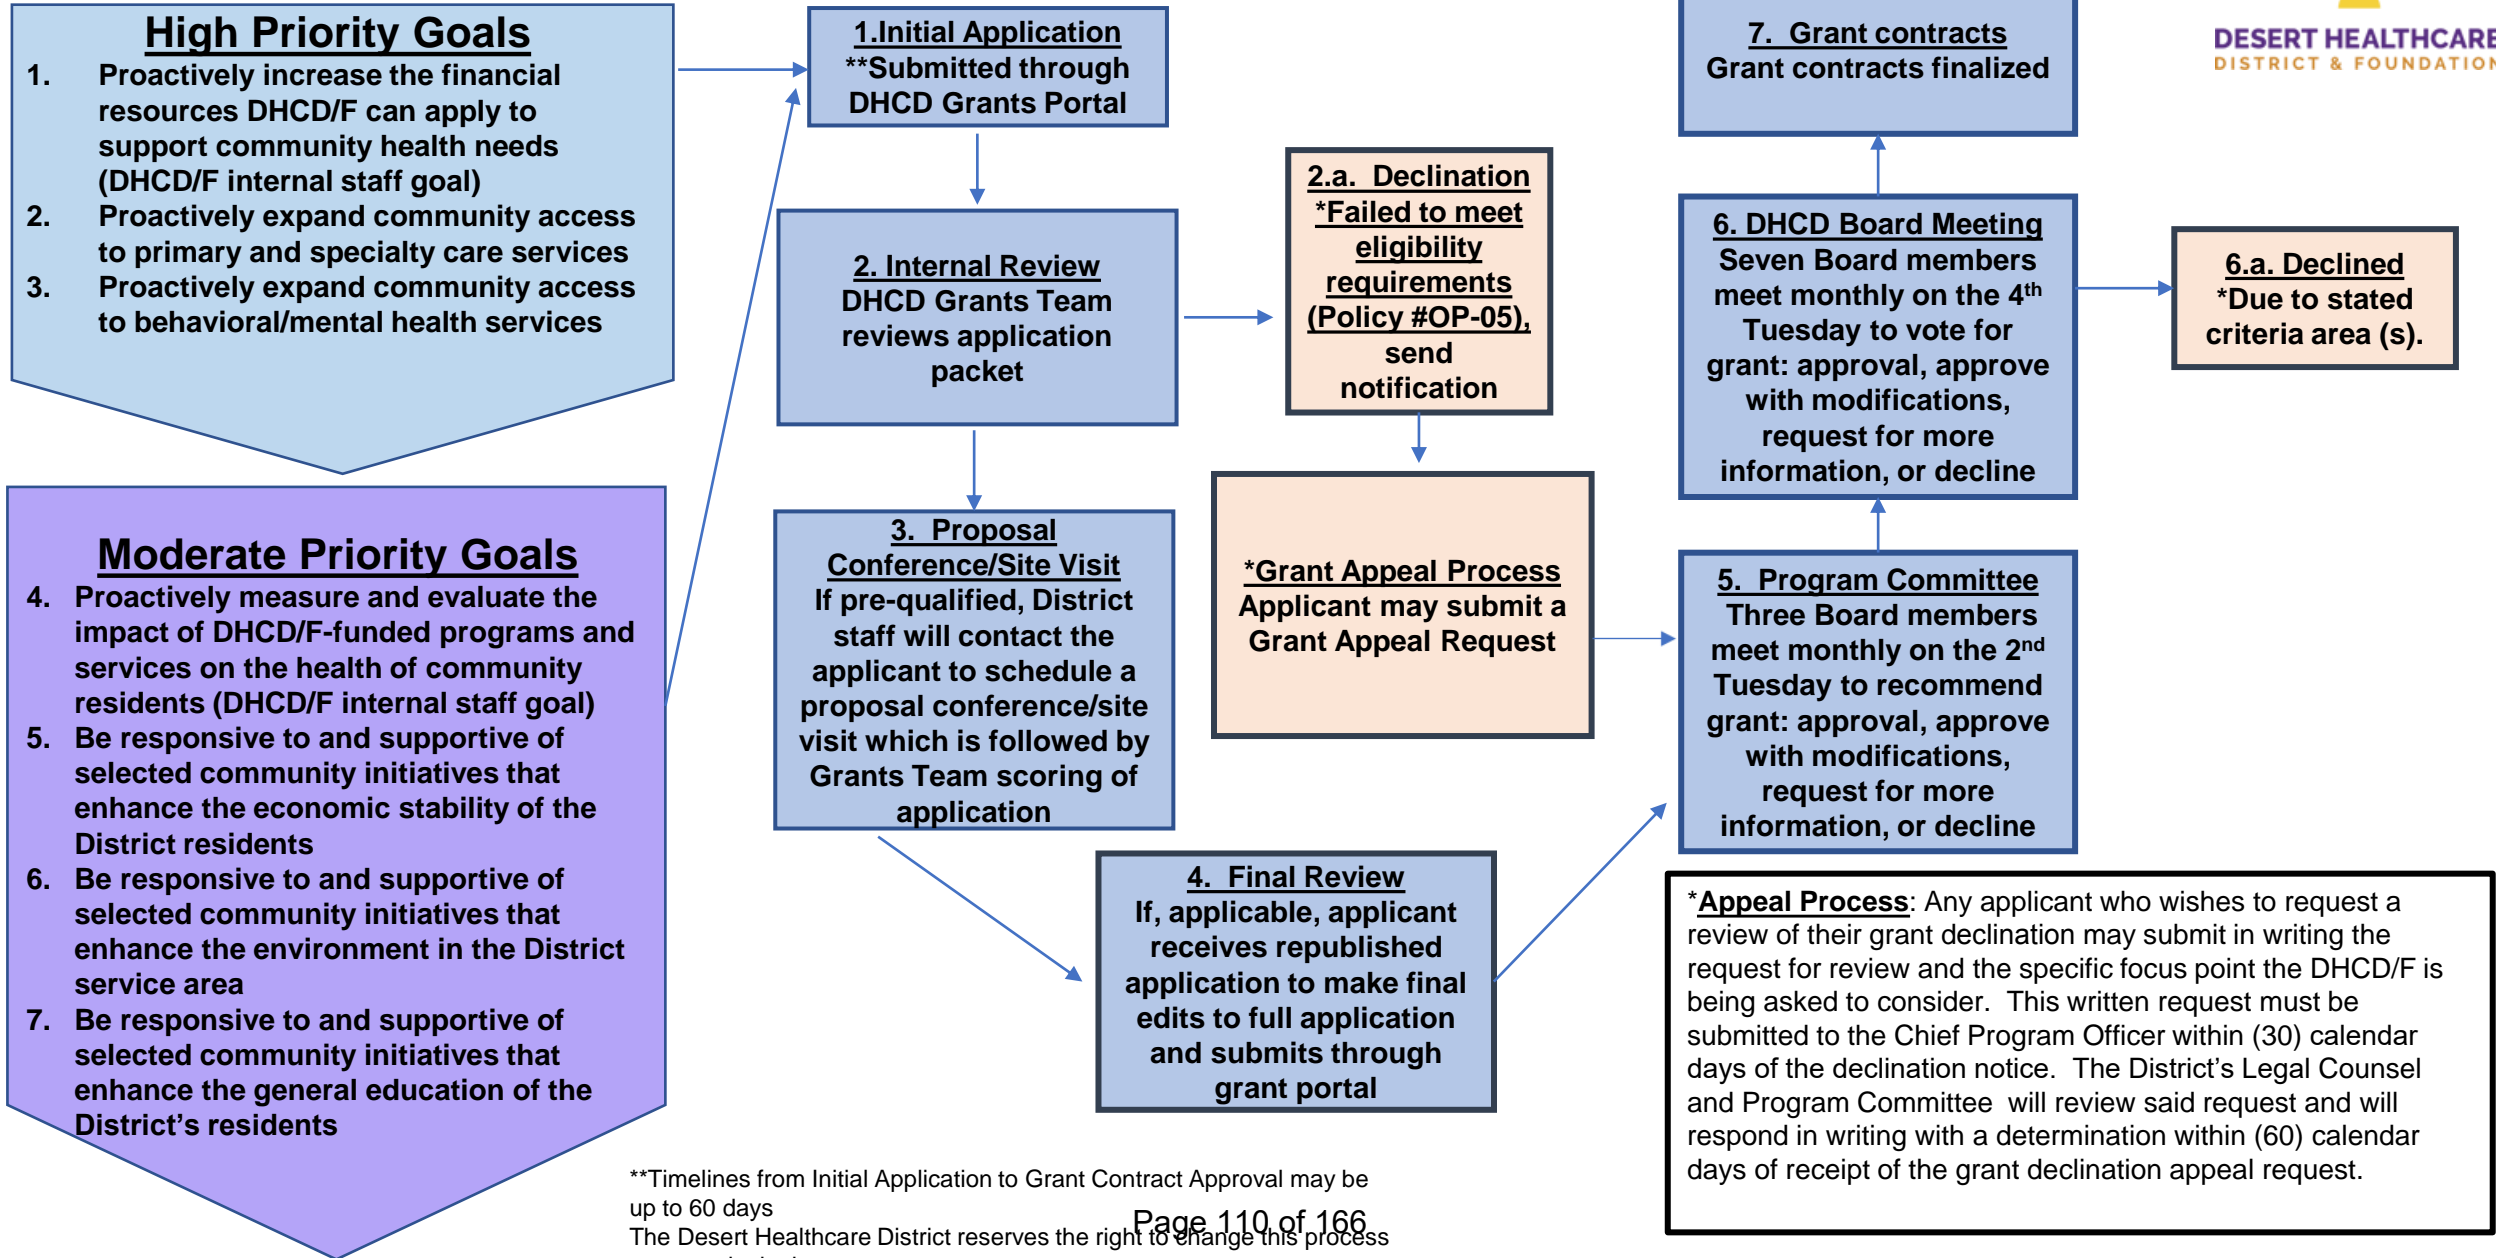 High Priority Goals
1. Proactively increase the financial
resources DHCD/F can apply to
support community health needs
(DHCD/F internal staff goal)
2. Proactively expand community access
to primary and specialty care services
3. Proactively expand community access
to behavioral/mental health services
Moderate Priority Goals
4. Proactively measure and evaluate the
impact of DHCD/F-funded programs and
services on the health of community
residents (DHCD/F internal staff goal)
5. Be responsive to and supportive of
selected community initiatives that
enhance the economic stability of the
District residents
6. Be responsive to and supportive of
selected community initiatives that
enhance the environment in the District
service area
7. Be responsive to and supportive of
selected community initiatives that
enhance the general education of the
District’s residents
1.Initial Application
**Submitted through
DHCD Grants Portal
2. Internal Review
DHCD Grants Team
reviews application
packet
2.a. Declination
*Failed to meet
eligibility
requirements
(Policy #OP-05),
send
notification
*Grant Appeal Process
Applicant may submit a
Grant Appeal Request
3. Proposal
Conference/Site Visit
If pre-qualified, District
staff will contact the
applicant to schedule a
proposal conference/site
visit which is followed by
Grants Team scoring of
application
4. Final Review
If, applicable, applicant
receives republished
application to make final
edits to full application
and submits through
grant portal
5. Program Committee
Three Board members
meet monthly on the 2nd
Tuesday to recommend
grant: approval, approve
with modifications,
request for more
information, or decline
6. DHCD Board Meeting
Seven Board members
meet monthly on the 4th
Tuesday to vote for
grant: approval, approve
with modifications,
request for more
information, or decline
6.a. Declined
*Due to stated
criteria area (s).
7. Grant contracts
Grant contracts finalized
DESERT HEALTHCARE
DISTRICT & FOUNDATION
*Appeal Process: Any applicant who wishes to request a
review of their grant declination may submit in writing the
request for review and the specific focus point the DHCD/F is
being asked to consider. This written request must be
submitted to the Chief Program Officer within (30) calendar
days of the declination notice. The District’s Legal Counsel
and Program Committee will review said request and will
respond in writing with a determination within (60) calendar
days of receipt of the grant declination appeal request.
**Timelines from Initial Application to Grant Contract Approval may be
up to 60 days
The Desert Healthcare District reserves the right to change this process
Page 110 of 166